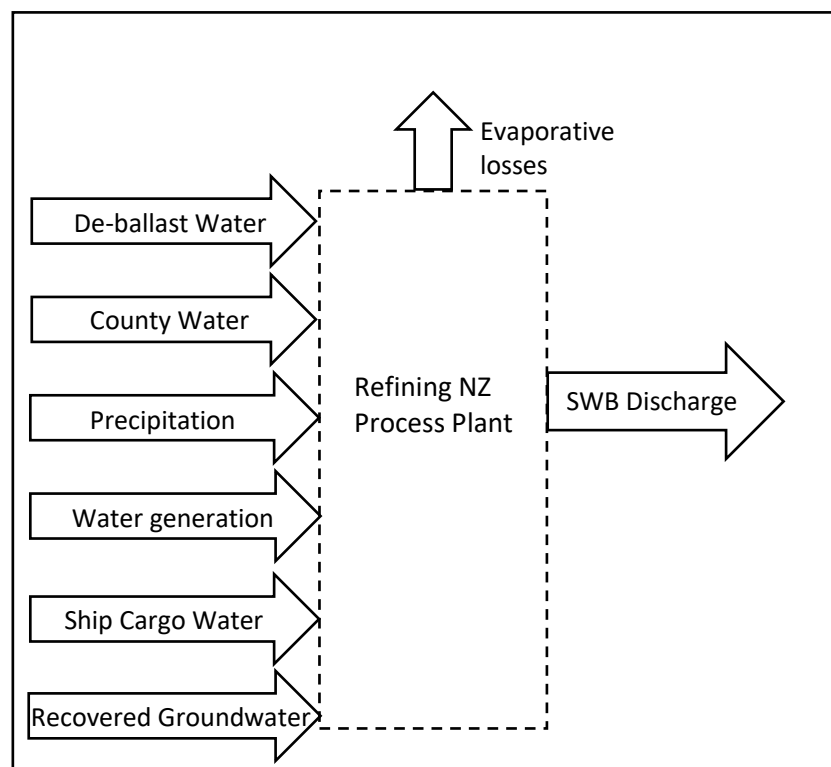 Evaporative
losses
De-ballast Water
County Water
Precipitation
Water generation
Ship Cargo Water
Recovered Groundwater
Refining NZ
Process Plant
SWB Discharge